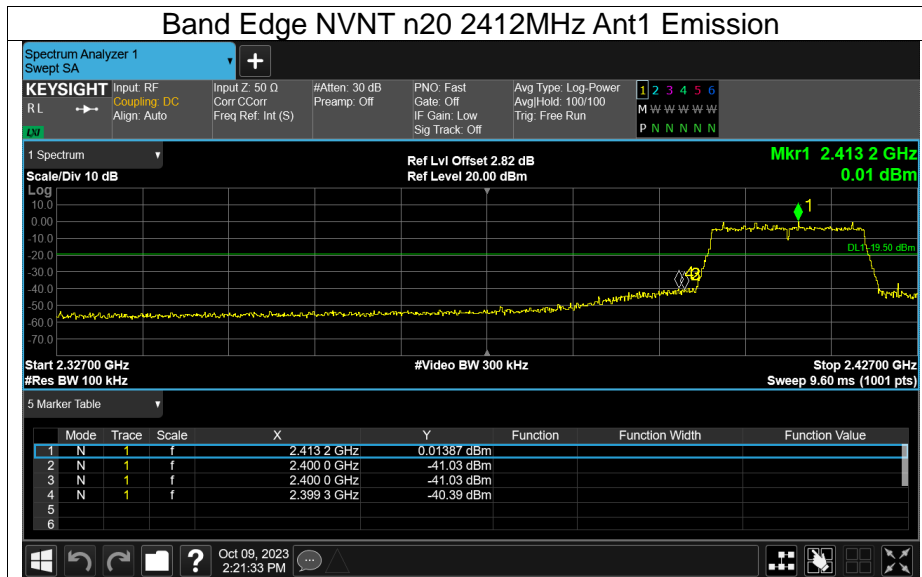 Band Edge NVNT n20 2412MHz Ant1 Emission
Spectrum Analyzer 1
Swept SA
+
KEYSIGHT Input: RF Input Z: 50 Ω #Atten: 30 dB PNO: Fast Avg Type: Log-Power 1 2 3 4 5 6
RL Coupling: DC Corr CCorr Preamp: Off Gate: Off Avg|Hold: 100/100 M W W W W W
Align: Auto Freq Ref: Int (S) IF Gain: Low Trig: Free Run
LXI Sig Track: Off P N N N N N
1 Spectrum Ref Lvl Offset 2.82 dB Mkr1 2.413 2 GHz
Scale/Div 10 dB Ref Level 20.00 dBm 0.01 dBm
Log
10.0
0.00
-10.0
-20.0
-30.0
-40.0
-50.0
-60.0
-70.0
1
DL1 -19.50 dBm
Start 2.32700 GHz #Video BW 300 kHz Stop 2.42700 GHz
#Res BW 100 kHz Sweep 9.60 ms (1001 pts)
5 Marker Table
Mode Trace Scale X Y Function Function Width Function Value
1 N 1 f 2.413 2 GHz 0.01387 dBm
2 N 1 f 2.400 0 GHz -41.03 dBm
3 N 1 f 2.400 0 GHz -41.03 dBm
4 N 1 f 2.399 3 GHz -40.39 dBm
5
6
? Oct 09, 2023
2:21:33 PM